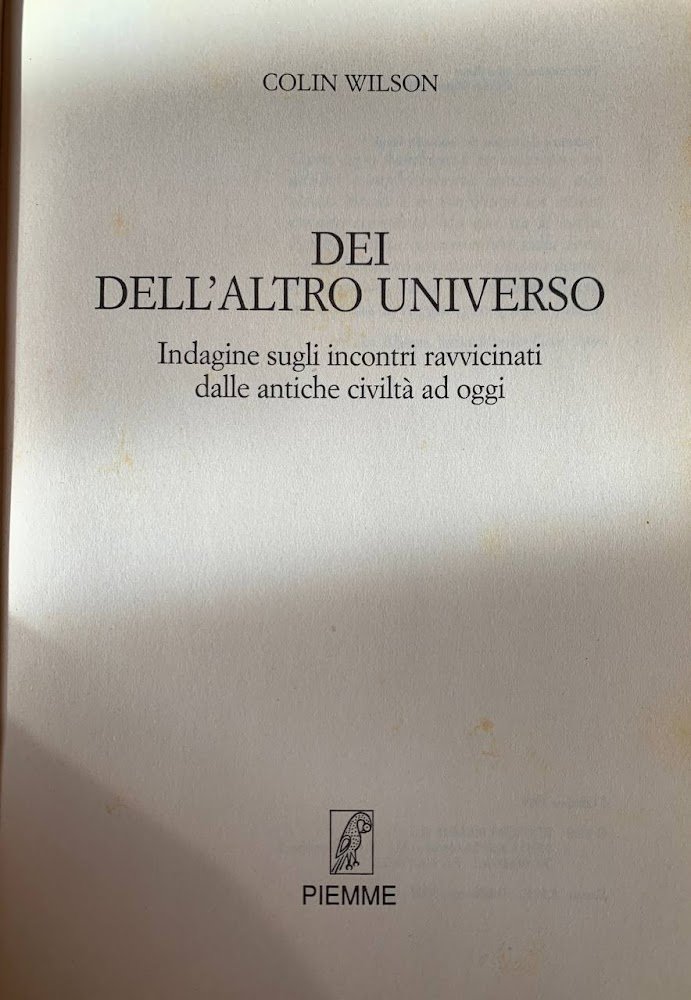 COLIN WILSON
DEI
DELL'ALTRO UNIVERSO
Indagine sugli incontri ravvicinati
dalle antiche civiltà ad oggi
PIEMME